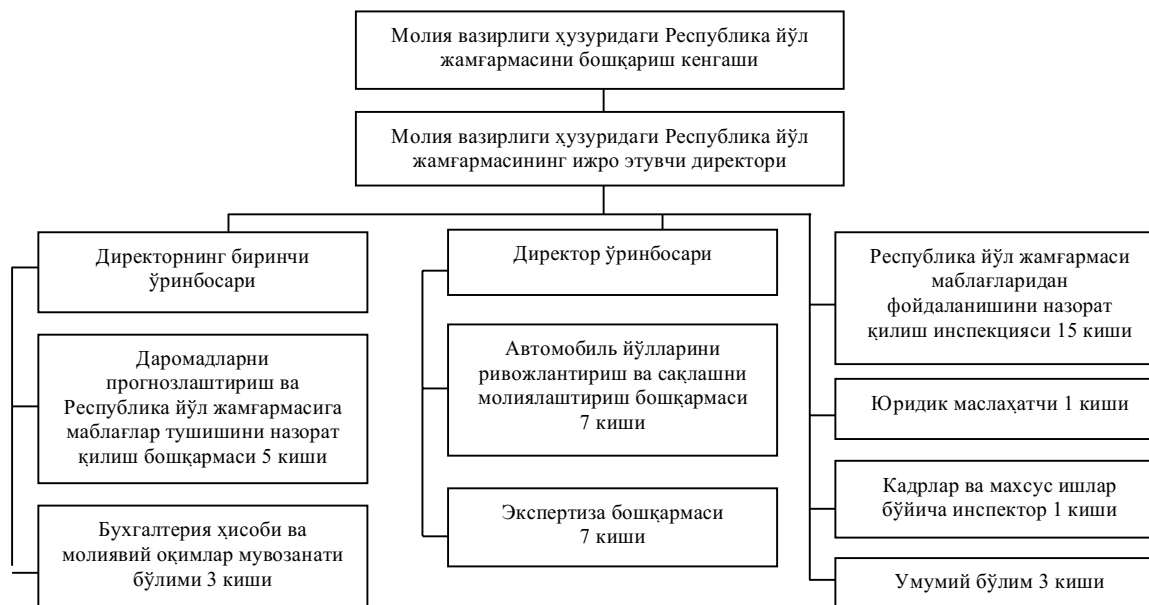 Молия вазирлиги ҳузуридаги Республика йўл
жамғармасини бошқариш кенгаши
Молия вазирлиги ҳузуридаги Республика йўл
жамғармасининг ижро этувчи директори
Директорнинг биринчи
ўринбосари
Даромадларни
прогнозлаштириш ва
Республика йўл жамғармасига
маблағлар тушишини назорат
қилиш бошқармаси 5 киши
Бухгалтерия ҳисоби ва
молиявий оқимлар мувозанати
бўлими 3 киши
Директор ўринбосари
Автомобиль йўлларини
ривожлантириш ва сақлашни
молиялаштириш бошқармаси
7 киши
Экспертиза бошқармаси
7 киши
Республика йўл жамғармаси
маблағларидан
фойдаланишини назорат
қилиш инспекцияси 15 киши
Юридик маслаҳатчи 1 киши
Кадрлар ва махсус ишлар
бўйича инспектор 1 киши
Умумий бўлим 3 киши